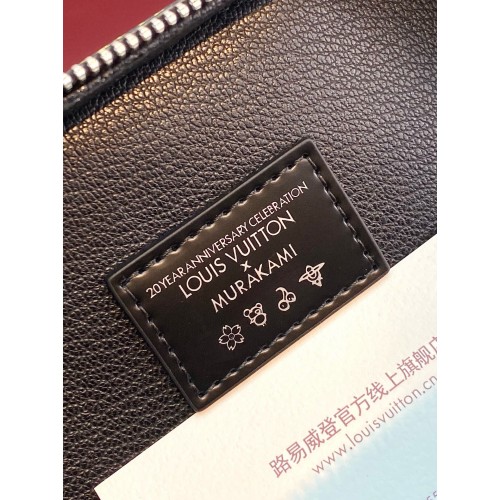 20 YEAR ANNIVERSARY CELEBRATION
LOUIS VUITTON
x
MURAKAMI
路易威登官方线上旗舰店
www.louisvuitton.cn